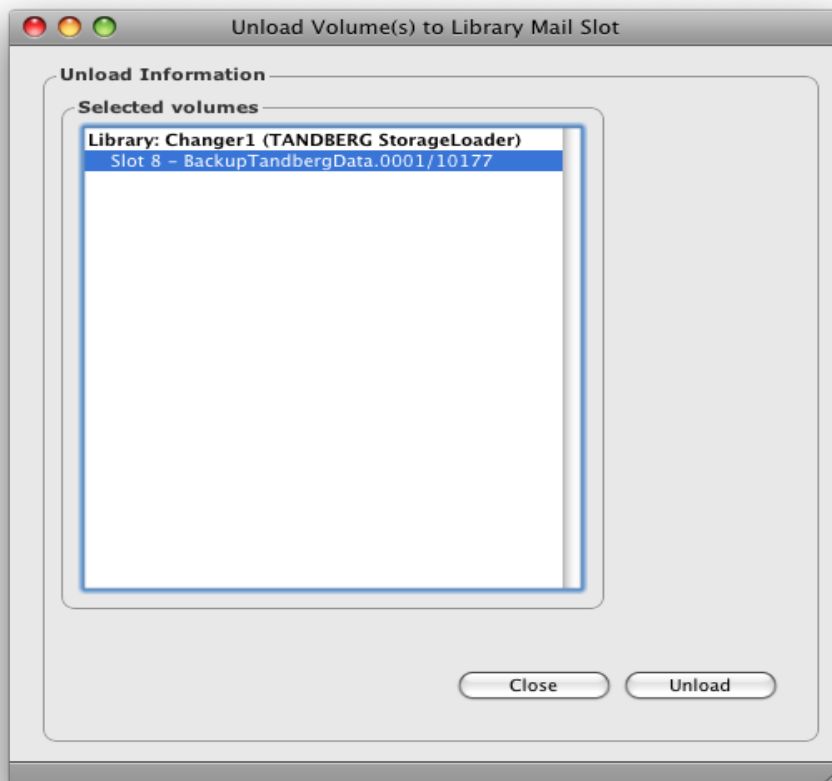 Unload Volume(s) to Library Mail Slot
Unload Information
Selected volumes
Library: Changer1 (TANDBERG StorageLoader)
Slot 8 – BackupTandbergData.0001/10177
Close Unload